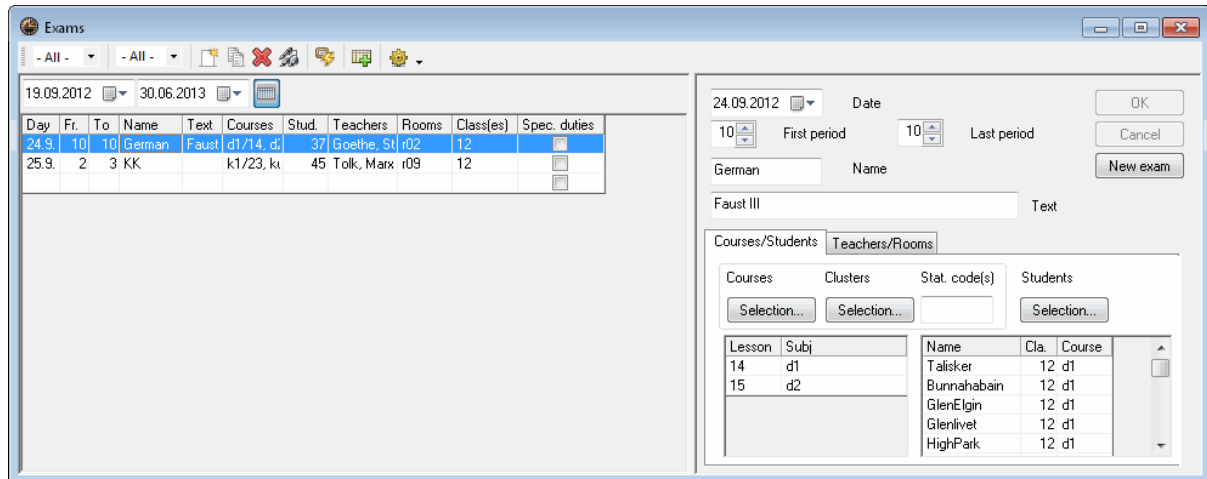 Exams
- All - - All -
19.09.2012 30.06.2013
Day Fr. To Name Text Courses Stud. Teachers Rooms Class(es) Spec. duties
24.9. 10 10 German Faust d1/14, d2 37 Goethe, St r02 12
25.9. 2 3 KK k1/23, ku 45 Tolk, Marx r09 12
24.09.2012 Date OK
10 First period 10 Last period Cancel
German Name New exam
Faust III Text
Courses/Students Teachers/Rooms
Courses Clusters Stat. code(s) Students
Selection... Selection... Selection...
Lesson Subj Name Cla. Course
14 d1 Talisker 12 d1
15 d2 Bunnahabain 12 d1
GlenElgin 12 d1
Glenlivet 12 d1
HighPark 12 d1